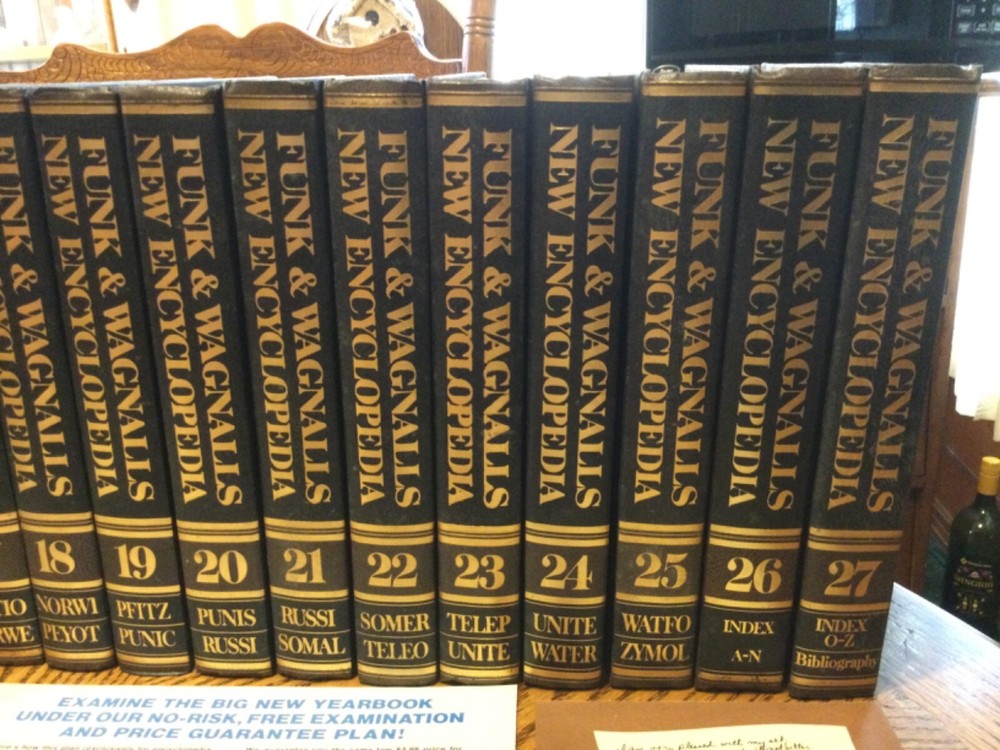 FUNK & WAGNALLS
NEW ENCYCLOPEDIA
18
NORWI
PEYOT
FUNK & WAGNALLS
NEW ENCYCLOPEDIA
19
PFITZ
PUNIC
FUNK & WAGNALLS
NEW ENCYCLOPEDIA
20
PUNIS
RUSSI
FUNK & WAGNALLS
NEW ENCYCLOPEDIA
21
RUSSI
SOMAL
FUNK & WAGNALLS
NEW ENCYCLOPEDIA
22
SOMER
TELEO
FUNK & WAGNALLS
NEW ENCYCLOPEDIA
23
TELEP
UNITE
FUNK & WAGNALLS
NEW ENCYCLOPEDIA
24
UNITE
WATER
FUNK & WAGNALLS
NEW ENCYCLOPEDIA
25
WATFO
ZYMOL
FUNK & WAGNALLS
NEW ENCYCLOPEDIA
26
INDEX
A-N
FUNK & WAGNALLS
NEW ENCYCLOPEDIA
27
INDEX
O-Z
Bibliography
EXAMINE THE BIG NEW YEARBOOK
UNDER OUR NO-RISK, FREE EXAMINATION
AND PRICE GUARANTEE PLAN!
pleased with my set